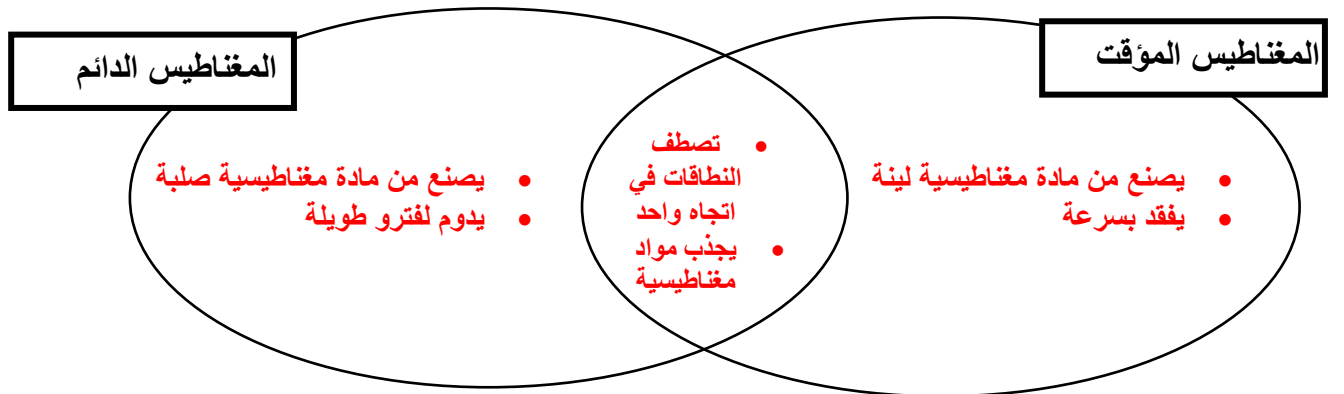 المغناطيس المؤقت
المغناطيس الدائم
• يصنع من مادة مغناطيسية لينة
• يفقد بسرعة
• تصطف
النطاقات في
اتجاه واحد
• يجذب مواد
مغناطيسية
• يصنع من مادة مغناطيسية صلبة
• يدوم لفترو طويلة